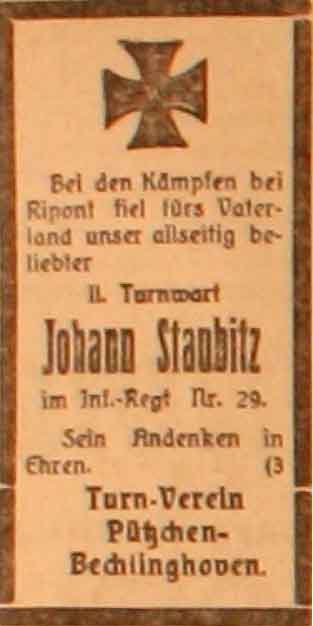 Bei den Kämpfen bei
Ripont fiel fürs Vater-
land unser allseitig be-
liebter
II. Turnwart
Johann Staubitz
im Inf.-Regt Nr. 29.
Sein Andenken in
Ehren. (3
Turn-Verein
Pützchen-
Bechlinghoven.